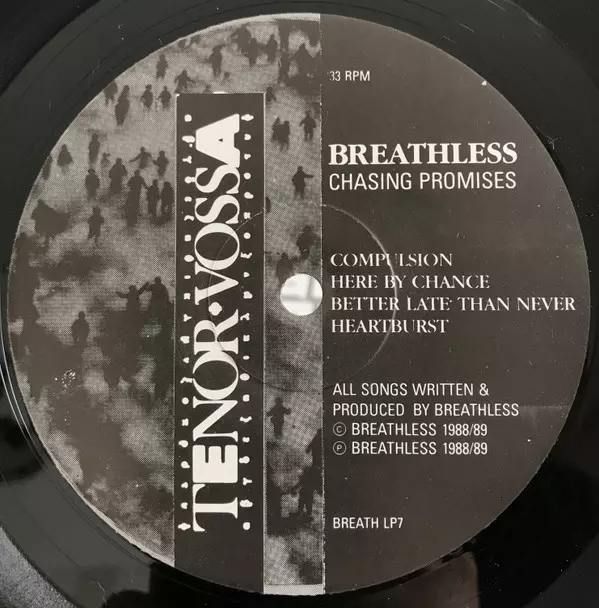 TENOR·VOSSA
33 RPM
BREATHLESS
CHASING PROMISES
COMPULSION
HERE BY CHANCE
BETTER LATE THAN NEVER
HEARTBURST
ALL SONGS WRITTEN &
PRODUCED BY BREATHLESS
© BREATHLESS 1988/89
℗ BREATHLESS 1988/89
BREATH LP7